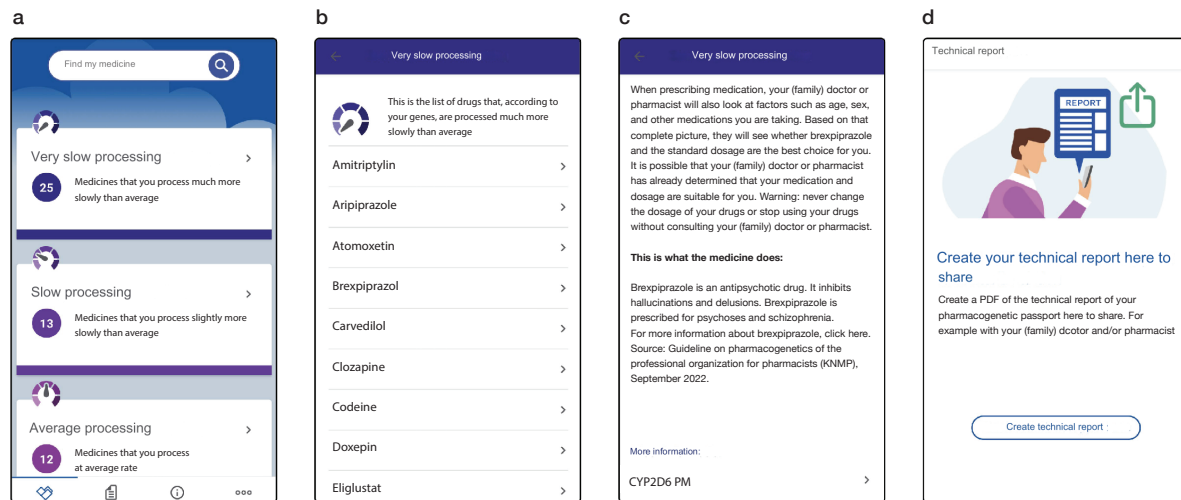 a
Find my medicine
Very slow processing
25
Medicines that you process much more
slowly than average
Slow processing
13
Medicines that you process slightly more
slowly than average
Average processing
12
Medicines that you process
at average rate
b
Very slow processing
This is the list of drugs that, according to
your genes, are processed much more
slowly than average
Amitriptylin
Aripiprazole
Atomoxetin
Brexpiprazol
Carvedilol
Clozapine
Codeine
Doxepin
Eliglustat
c
Very slow processing
When prescribing medication, your (family) doctor or
pharmacist will also look at factors such as age, sex,
and other medications you are taking. Based on that
complete picture, they will see whether brexpiprazole
and the standard dosage are the best choice for you.
It is possible that your (family) doctor or pharmacist
has already determined that your medication and
dosage are suitable for you. Warning: never change
the dosage of your drugs or stop using your drugs
without consulting your (family) doctor or pharmacist.
This is what the medicine does:
Brexpiprazole is an antipsychotic drug. It inhibits
hallucinations and delusions. Brexpiprazole is
prescribed for psychoses and schizophrenia.
For more information about brexpiprazole, click here.
Source: Guideline on pharmacogenetics of the
professional organization for pharmacists (KNMP),
September 2022.
More information:
CYP2D6 PM
d
Technical report
REPORT
Create your technical report here to
share
Create a PDF of the technical report of your
pharmacogenetic passport here to share. For
example with your (family) dcotor and/or pharmacist
Create technical report